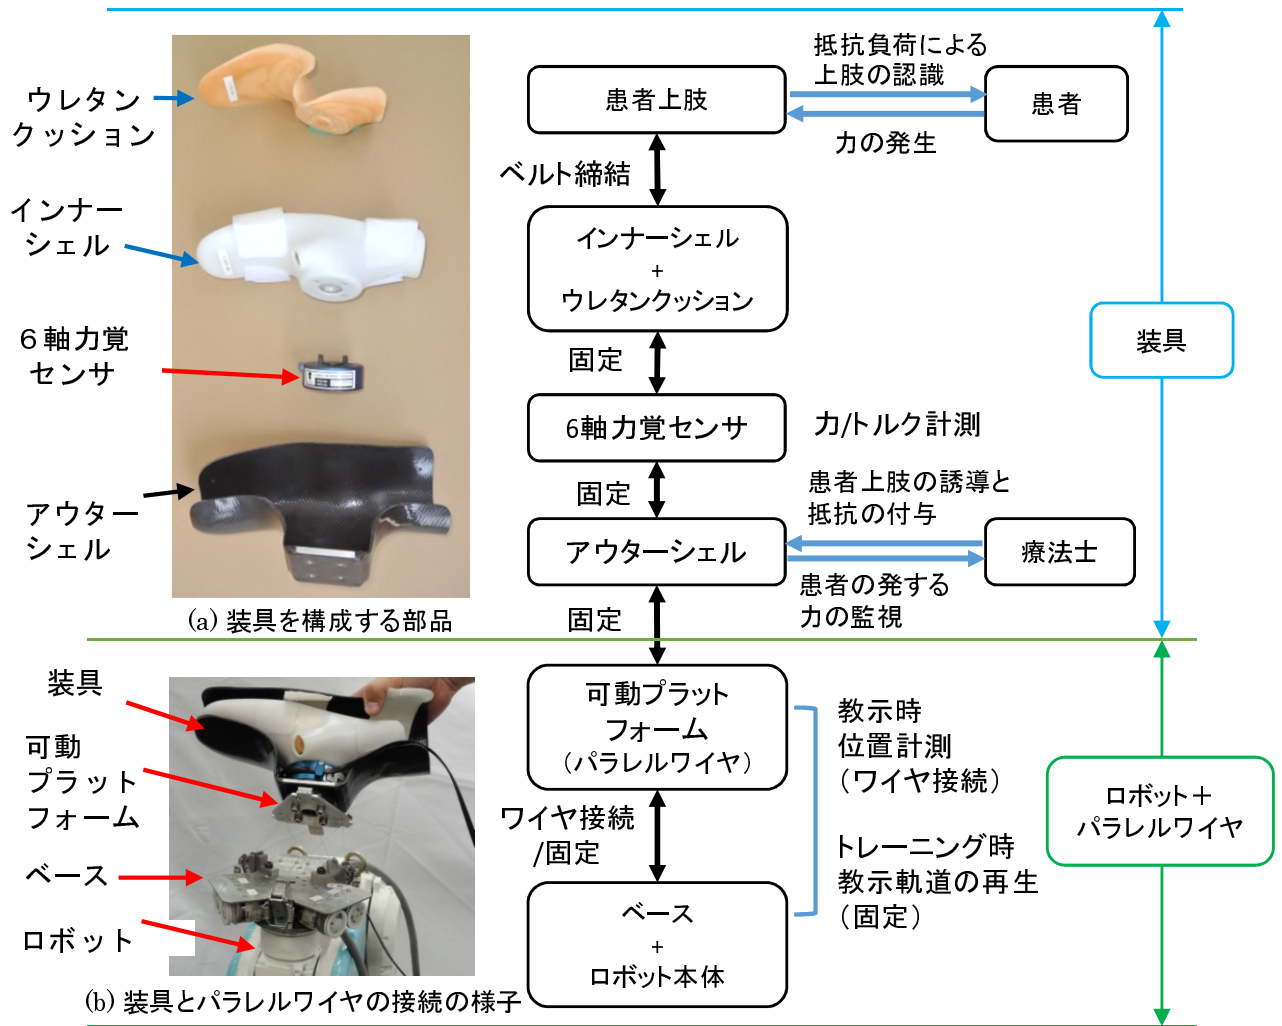 ウレタン
クッション
インナー
シェル
６軸力覚
センサ
アウター
シェル
(a) 装具を構成する部品
患者上肢
抵抗負荷による
上肢の認識
力の発生
患者
ベルト締結
インナーシェル
+
ウレタンクッション
固定
6軸力覚センサ
力/トルク計測
固定
患者上肢の誘導と
抵抗の付与
アウターシェル
療法士
患者の発する
力の監視
固定
装具
装具
可動
プラット
フォーム
ベース
ロボット
(b) 装具とパラレルワイヤの接続の様子
可動プラット
フォーム
（パラレルワイヤ）
ワイヤ接続
/固定
ベース
+
ロボット本体
教示時
位置計測
（ワイヤ接続）
トレーニング時
教示軌道の再生
（固定）
ロボット＋
パラレルワイヤ